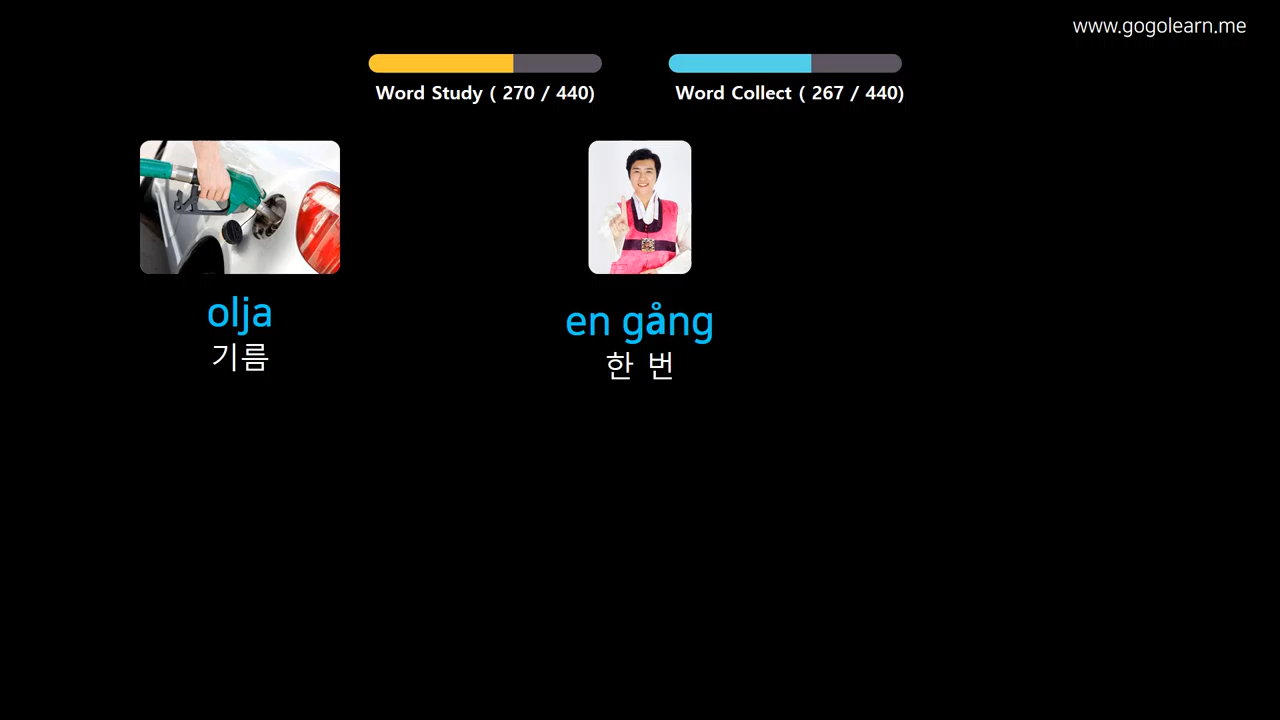 www.gogolearn.me
Word Study ( 270 / 440)
Word Collect ( 267 / 440)
olja
기름
en gång
한 번